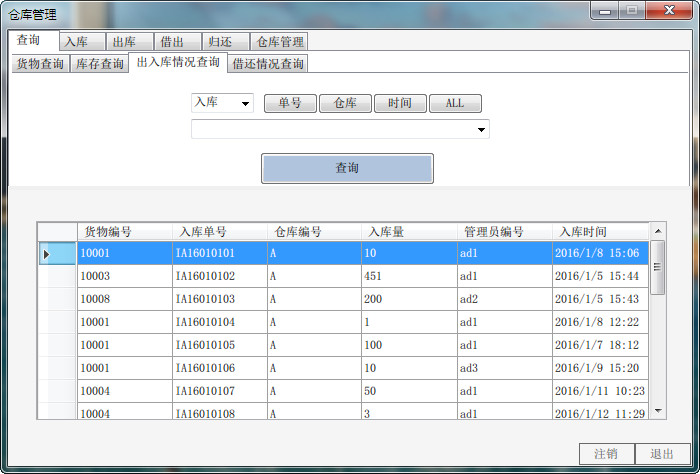 仓库管理
查询 入库 出库 借出 归还 仓库管理
货物查询 库存查询 出入库情况查询 借还情况查询
入库 单号 仓库 时间 ALL
查询
货物编号 入库单号 仓库编号 入库量 管理员编号 入库时间
10001 IA16010101 A 10 ad1 2016/1/8 15:06
10003 IA16010102 A 451 ad1 2016/1/5 15:44
10008 IA16010103 A 200 ad2 2016/1/5 15:43
10001 IA16010104 A 1 ad1 2016/1/8 12:22
10001 IA16010105 A 100 ad1 2016/1/7 18:12
10001 IA16010106 A 10 ad3 2016/1/9 15:20
10004 IA16010107 A 50 ad1 2016/1/11 10:23
10004 IA16010108 A 3 ad1 2016/1/12 11:29
注销 退出